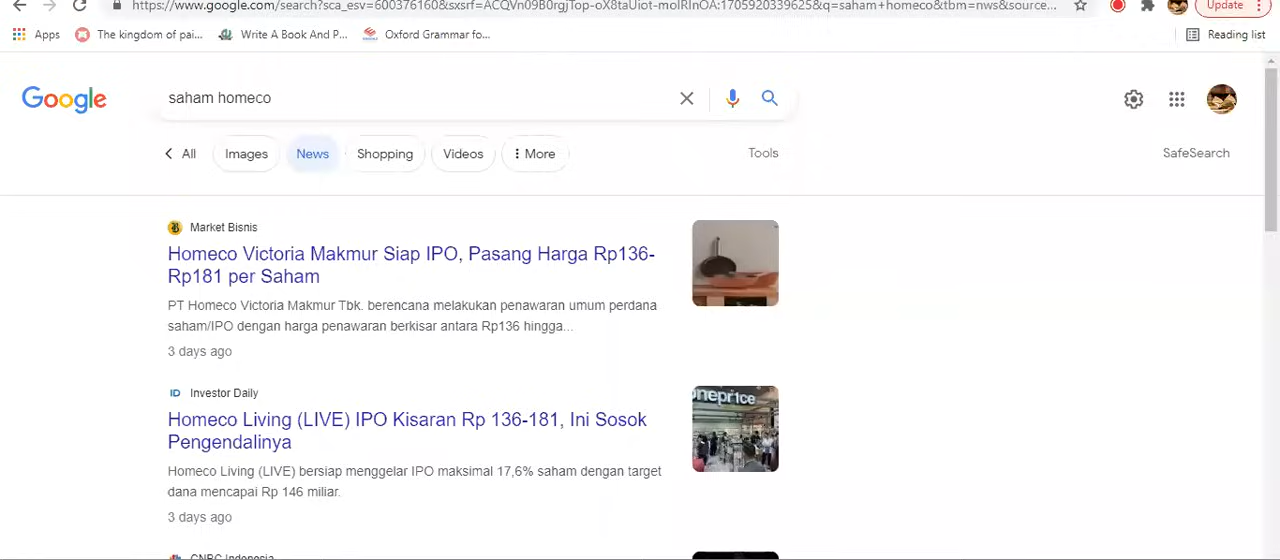 https://www.google.com/search?sca_esv=600376160&sxsrf=ACQVn09B0rgjTop-oX8taUiot-molRlnOA:1705920339625&q=saham+homeco&tbm=nws&source...
Update
Apps
The kingdom of pai...
Write A Book And P...
Oxford Grammar fo...
Reading list
Google
saham homeco
All
Images
News
Shopping
Videos
More
Tools
SafeSearch
Market Bisnis
Homeco Victoria Makmur Siap IPO, Pasang Harga Rp136-
Rp181 per Saham
PT Homeco Victoria Makmur Tbk. berencana melakukan penawaran umum perdana
saham/IPO dengan harga penawaran berkisar antara Rp136 hingga...
3 days ago
ID Investor Daily
Homeco Living (LIVE) IPO Kisaran Rp 136-181, Ini Sosok
Pengendalinya
Homeco Living (LIVE) bersiap menggelar IPO maksimal 17,6% saham dengan target
dana mencapai Rp 146 miliar.
3 days ago
oneprice
CNBC Indonesia